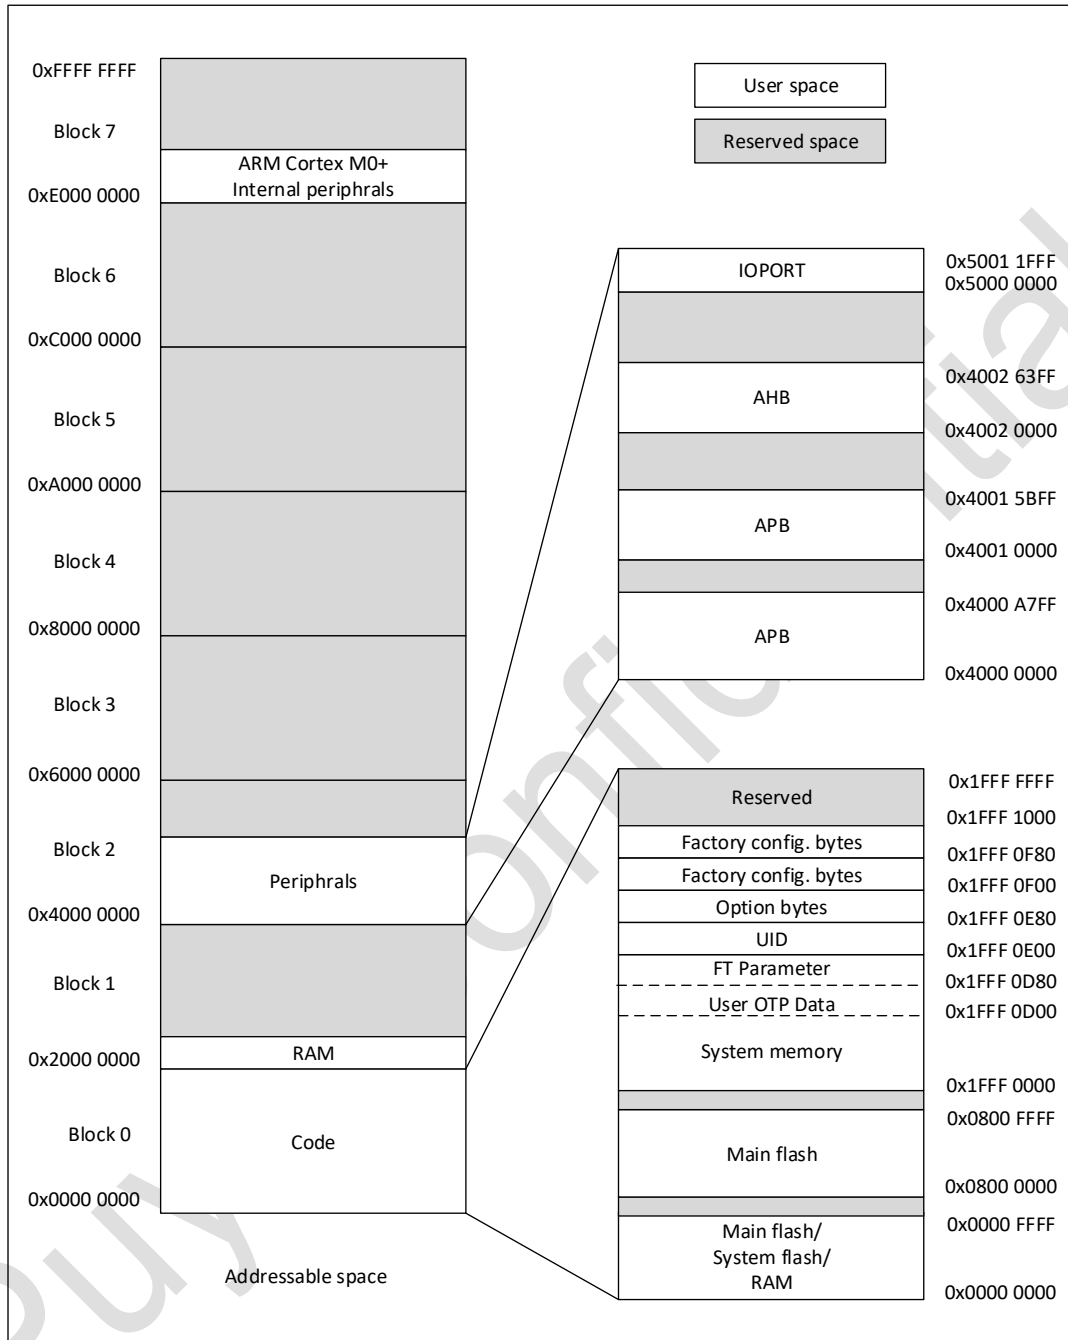 0xFFFF FFFF
Block 7
ARM Cortex M0+
Internal periphrals
0xE000 0000
Block 6
0xC000 0000
Block 5
0xA000 0000
Block 4
0x8000 0000
Block 3
0x6000 0000
Block 2
Periphrals
0x4000 0000
Block 1
RAM
0x2000 0000
Block 0
Code
0x0000 0000
Addressable space
User space
Reserved space
IOPORT
0x5001 1FFF
0x5000 0000
AHB
0x4002 63FF
0x4002 0000
APB
0x4001 5BFF
0x4001 0000
APB
0x4000 A7FF
0x4000 0000
Reserved
0x1FFF FFFF
0x1FFF 1000
Factory config. bytes
0x1FFF 0F80
Factory config. bytes
0x1FFF 0F00
Option bytes
0x1FFF 0E80
UID
0x1FFF 0E00
FT Parameter
0x1FFF 0D80
User OTP Data
0x1FFF 0D00
System memory
0x1FFF 0000
0x0800 FFFF
Main flash
0x0800 0000
0x0000 FFFF
Main flash/
System flash/
RAM
0x0000 0000